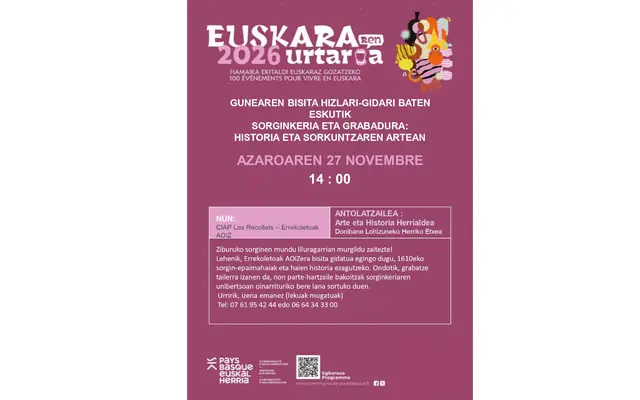 EUSKARAren
2026 urtaroa
HAMAIKA EKITALDI EUSKARAZ GOZATZEKO
100 ÉVÈNEMENTS POUR VIVRE EN EUSKARA
GUNEAREN BISITA HIZLARI-GIDARI BATEN
ESKUTIK
SORGINKERIA ETA GRABADURA:
HISTORIA ETA SORKUNTZAREN ARTEAN
AZAROAREN 27 NOVEMBRE
14 : 00
NUN:
CIAP Les Récollets – Errekoletoak
AOIZ
ANTOLATZAILEA :
Arte eta Historia Herrialdea
Donibane Lohizuneko Herriko Etxea
Ziburuko sorginen mundu liluragarrian murgildu zaitezte!
Lehenik, Errekoletoak AOIZera bisita gidatua egingo dugu, 1610eko
sorgin-epaimahaiak eta haien historia ezagutzeko. Ondotik, grabatze
tailerra izanen da, non parte-hartzaile bakoitzak sorginkeriaren
unibertsoan oinarrituriko bere lana sortuko duen.
Urririk, izena emanez (lekuak mugatuak)
Tel: 07 61 95 42 44 edo 06 64 34 33 00
PAYS
BASQUE
EUSKAL
HERRIA
COMMUNAUTÉ
D'AGGLOMÉRATION
Egitaraua
Programme